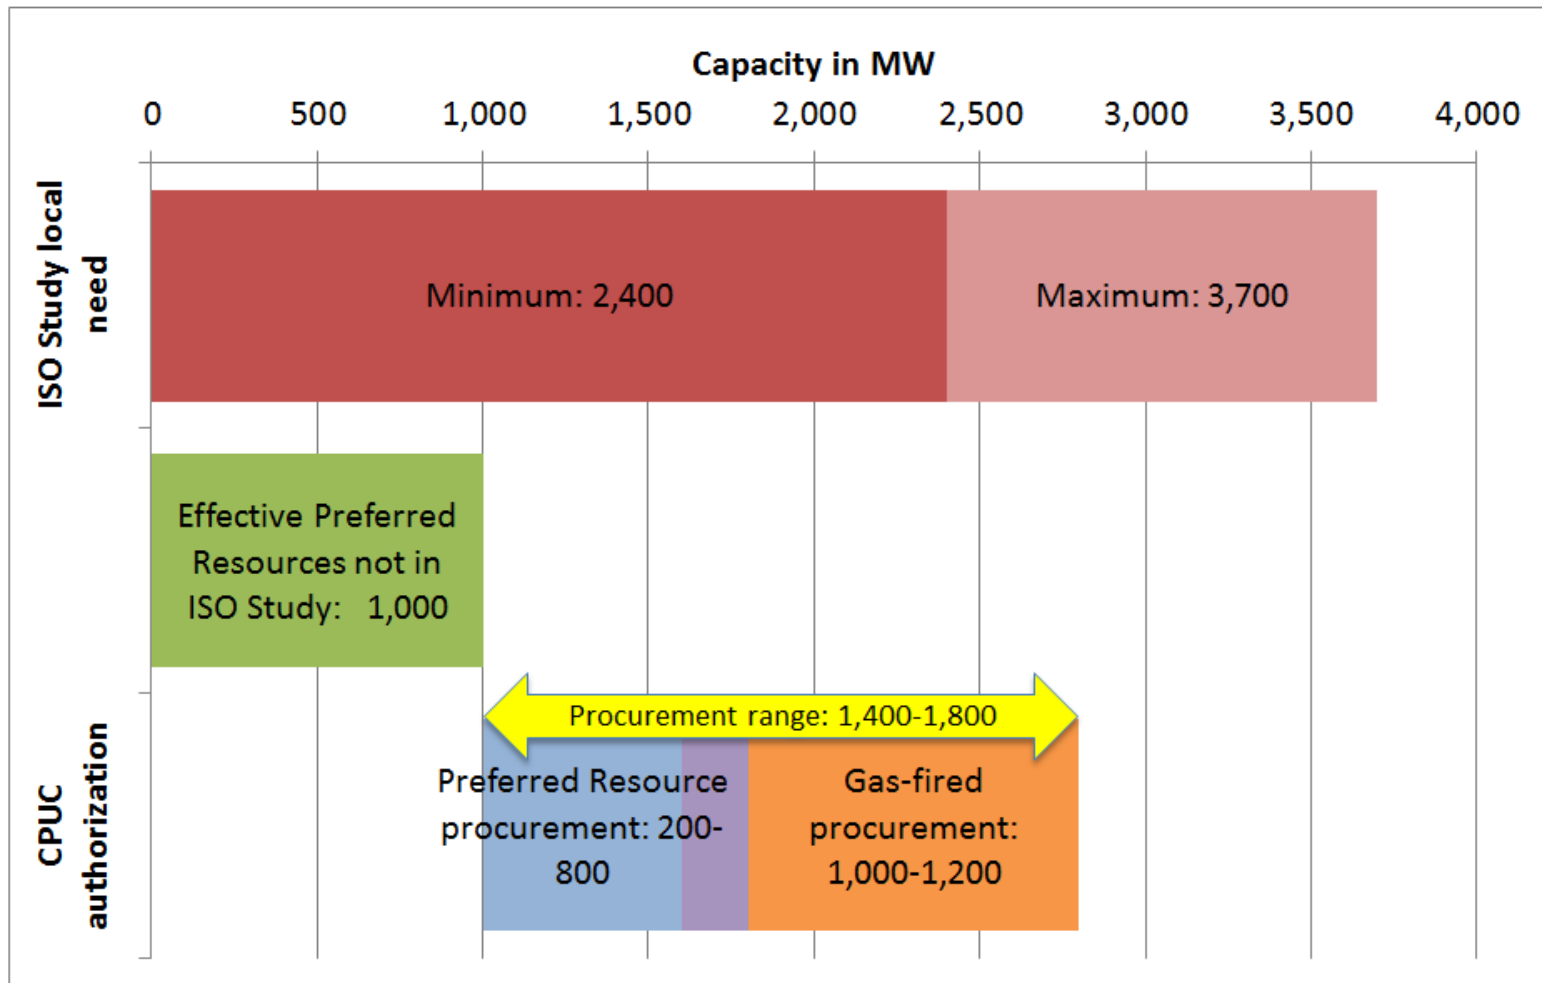 Capacity in MW
0 500 1,000 1,500 2,000 2,500 3,000 3,500 4,000
ISO Study local
need
Minimum: 2,400
Maximum: 3,700
Effective Preferred
Resources not in
ISO Study: 1,000
CPUC
authorization
Procurement range: 1,400-1,800
Preferred Resource
procurement: 200-
800
Gas-fired
procurement:
1,000-1,200